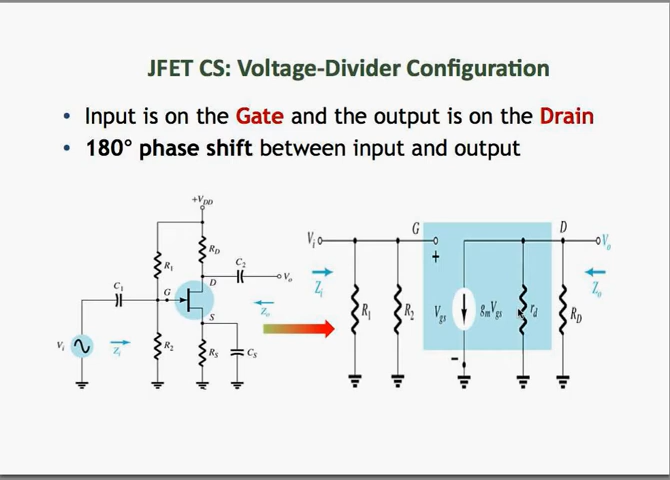 JFET CS: Voltage-Divider Configuration
• Input is on the Gate and the output is on the Drain
• 180° phase shift between input and output
+VDD
R1
RD
C2
D
Vo
C1
G
Zo
S
Vi
Zi
R2
RS
CS
Vi
G
D
Vo
+
Zi
Zo
R1
R2
Vgs
gmVgs
rd
RD
-